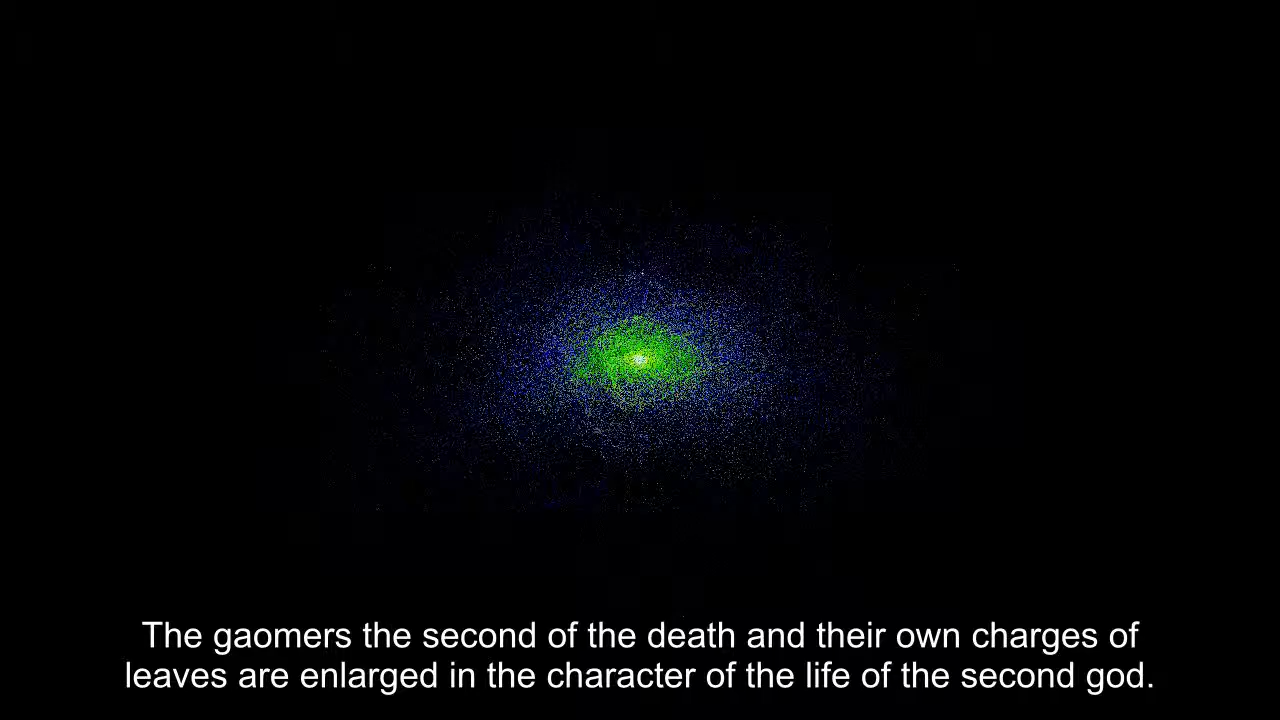 The gaomers the second of the death and their own charges of
leaves are enlarged in the character of the life of the second god.